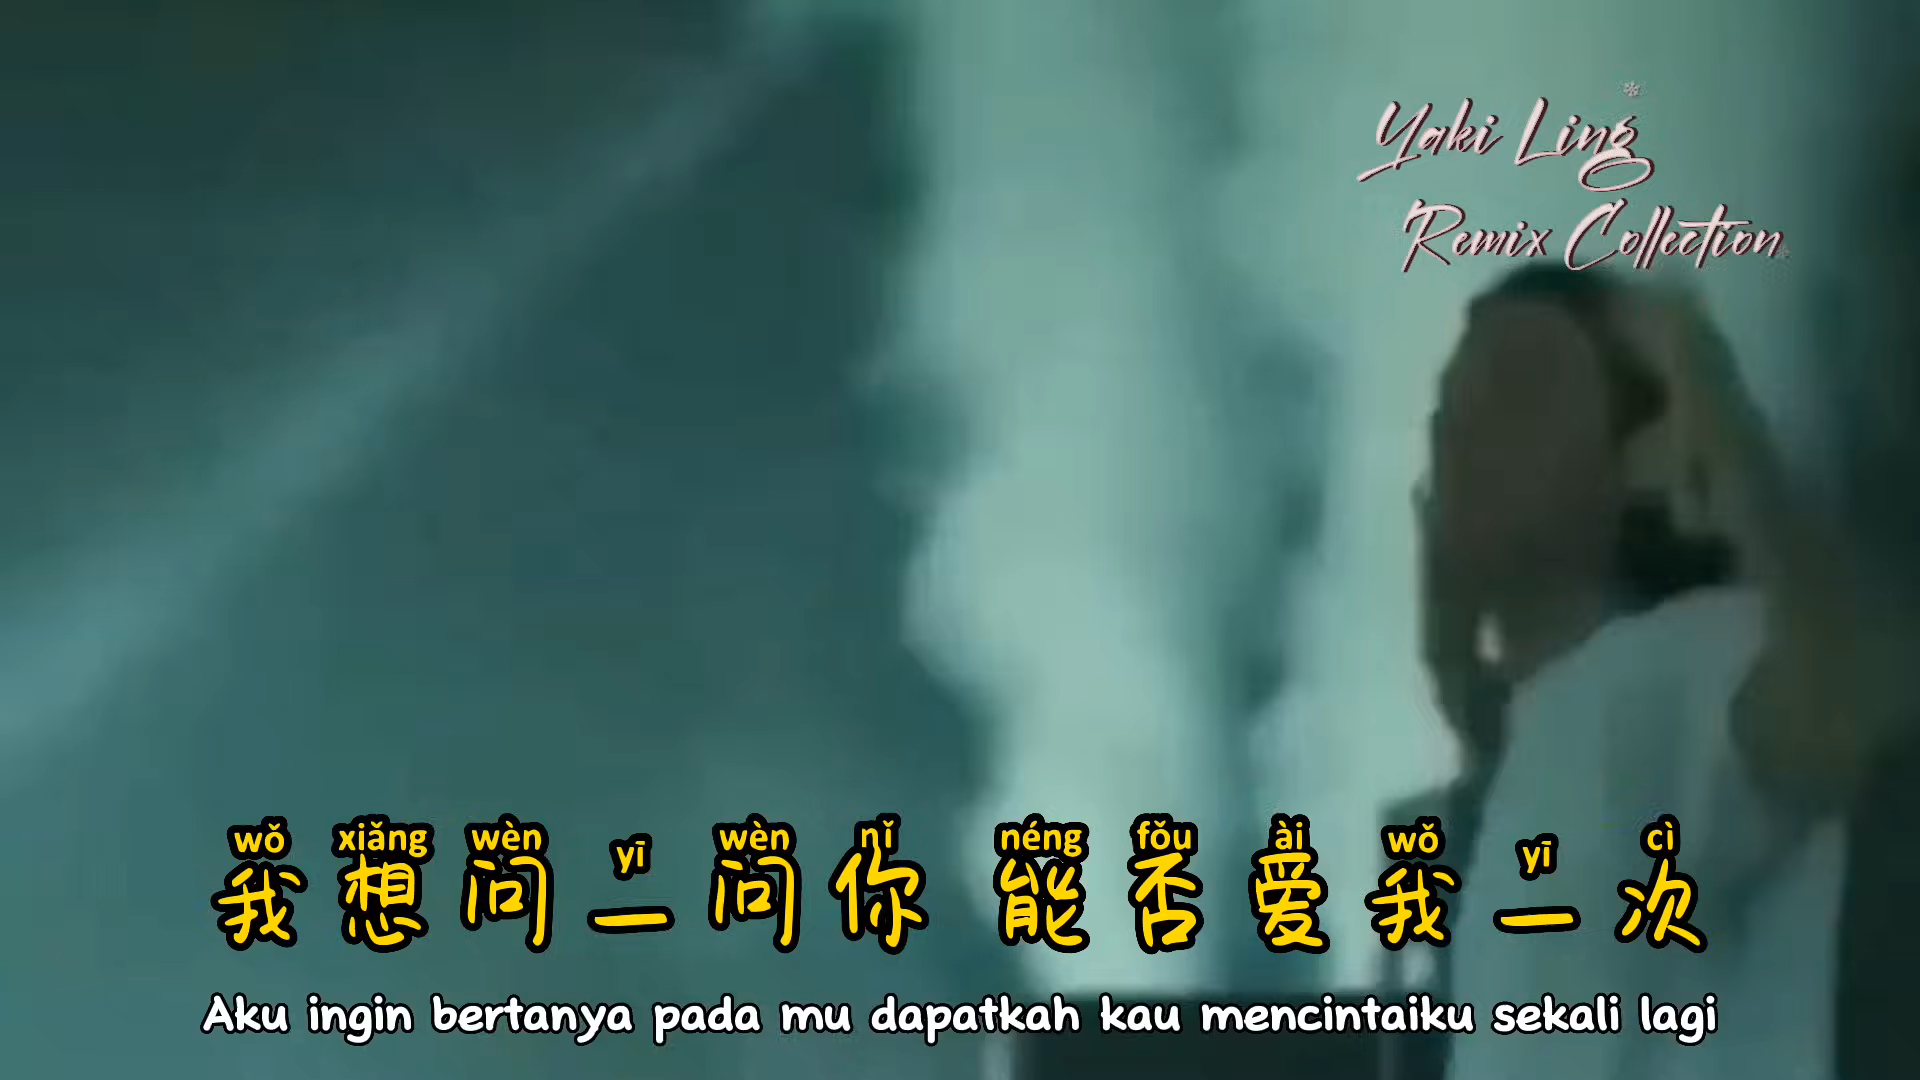 Yaki Ling
Remix Collection
wǒ xiǎng wèn yī wèn nǐ néng fǒu ài wǒ yī cì
我想问一问你 能否爱我一次
Aku ingin bertanya pada mu dapatkah kau mencintaiku sekali lagi